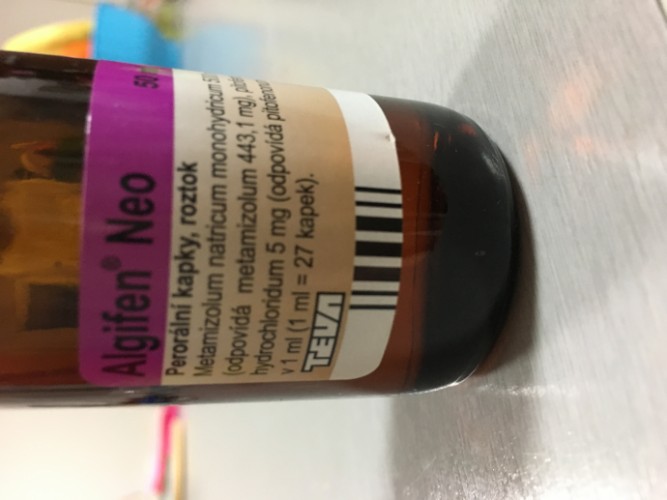 Algifen® Neo
50
Perorální kapky, roztok
Metamizolum natricum monohydricum
(odpovídá metamizolum 443,1 mg),
hydrochloridum 5 mg (odpovídá
v 1 ml (1 ml = 27 kapek).
TEVA